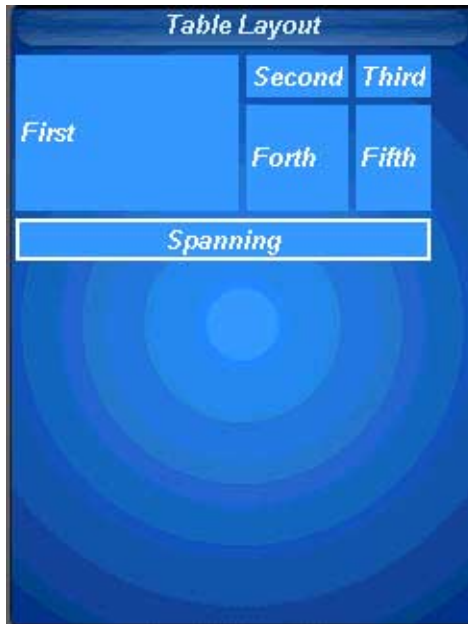 Table Layout
Second Third
First
Forth Fifth
Spanning